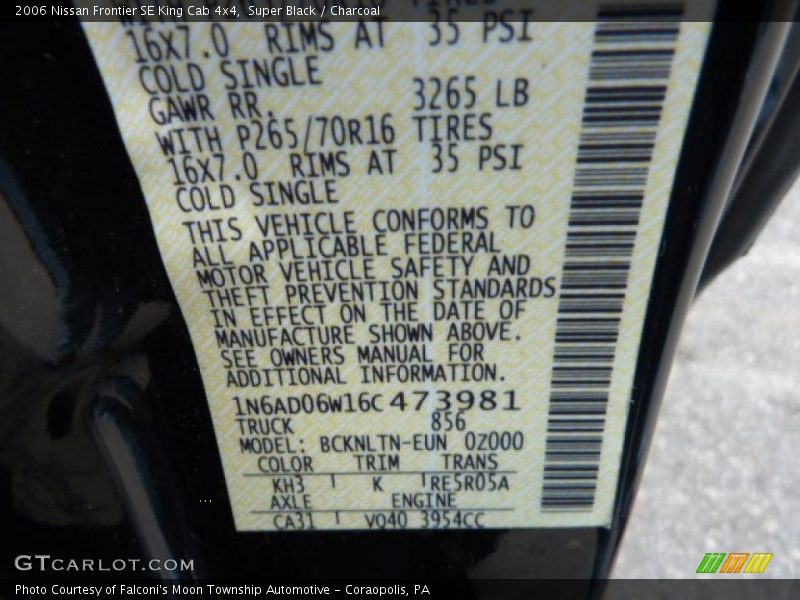 2006 Nissan Frontier SE King Cab 4x4, Super Black / Charcoal
TIRES
16X7.0 RIMS AT 35 PSI
COLD SINGLE
GAWR RR. 3265 LB
WITH P265/70R16 TIRES
16X7.0 RIMS AT 35 PSI
COLD SINGLE
THIS VEHICLE CONFORMS TO
ALL APPLICABLE FEDERAL
MOTOR VEHICLE SAFETY AND
THEFT PREVENTION STANDARDS
IN EFFECT ON THE DATE OF
MANUFACTURE SHOWN ABOVE.
SEE OWNERS MANUAL FOR
ADDITIONAL INFORMATION.
1N6AD06W16C473981
TRUCK 856
MODEL: BCKNLTN-EUN 0Z000
COLOR TRIM TRANS
KH3 K RE5R05A
AXLE ENGINE
CA31 VQ40 3954CC
GTCARLOT.COM
Photo Courtesy of Falconi's Moon Township Automotive - Coraopolis, PA